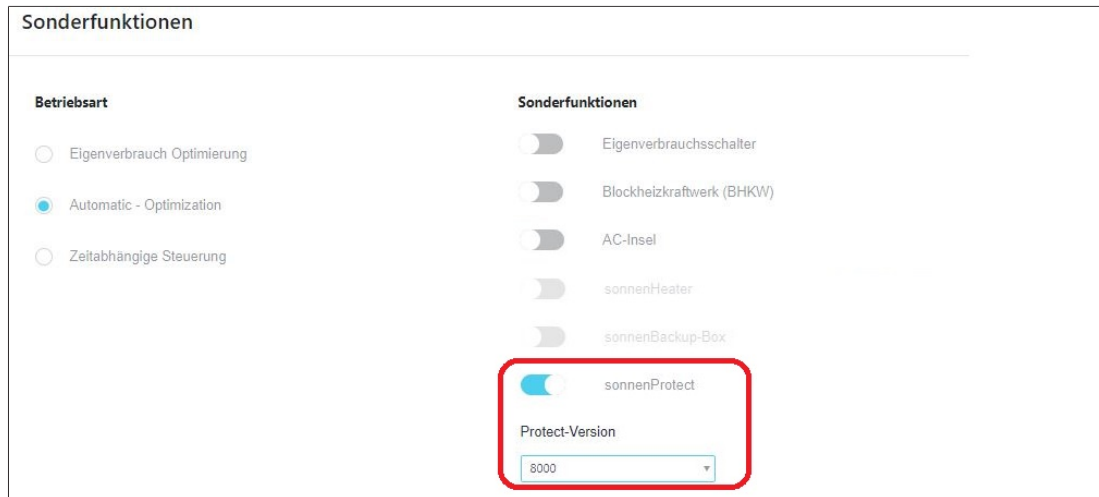 Sonderfunktionen
Betriebsart
Eigenverbrauch Optimierung
Automatic - Optimization
Zeitabhängige Steuerung
Sonderfunktionen
Eigenverbrauchsschalter
Blockheizkraftwerk (BHKW)
AC-Insel
sonnenHeater
sonnenBackup-Box
sonnenProtect
Protect-Version
8000